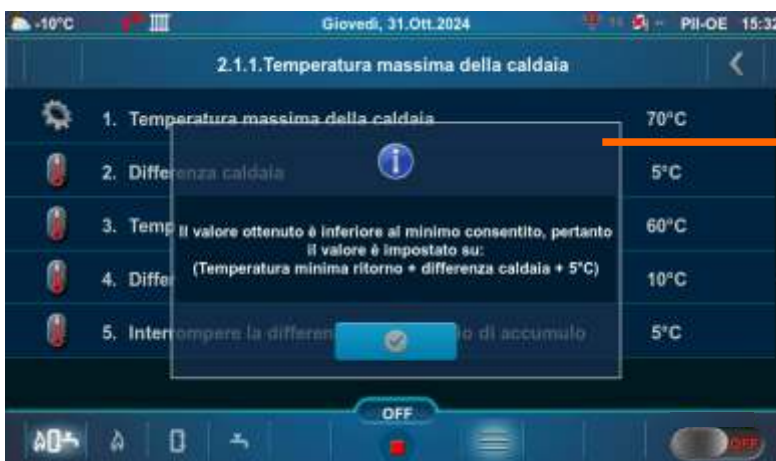 -10°C Giovedì, 31.Ott.2024 PII-OE 15:32
2.1.1.Temperatura massima della caldaia
1. Temperatura massima della caldaia 70°C
2. Differenza caldaia 5°C
3. Temp 60°C
4. Diffe 10°C
5. Interrompere la differen o di accumulo 5°C
Il valore ottenuto è inferiore al minimo consentito, pertanto
il valore è impostato su:
(Temperatura minima ritorno + differenza caldaia + 5°C)
OFF
OFF